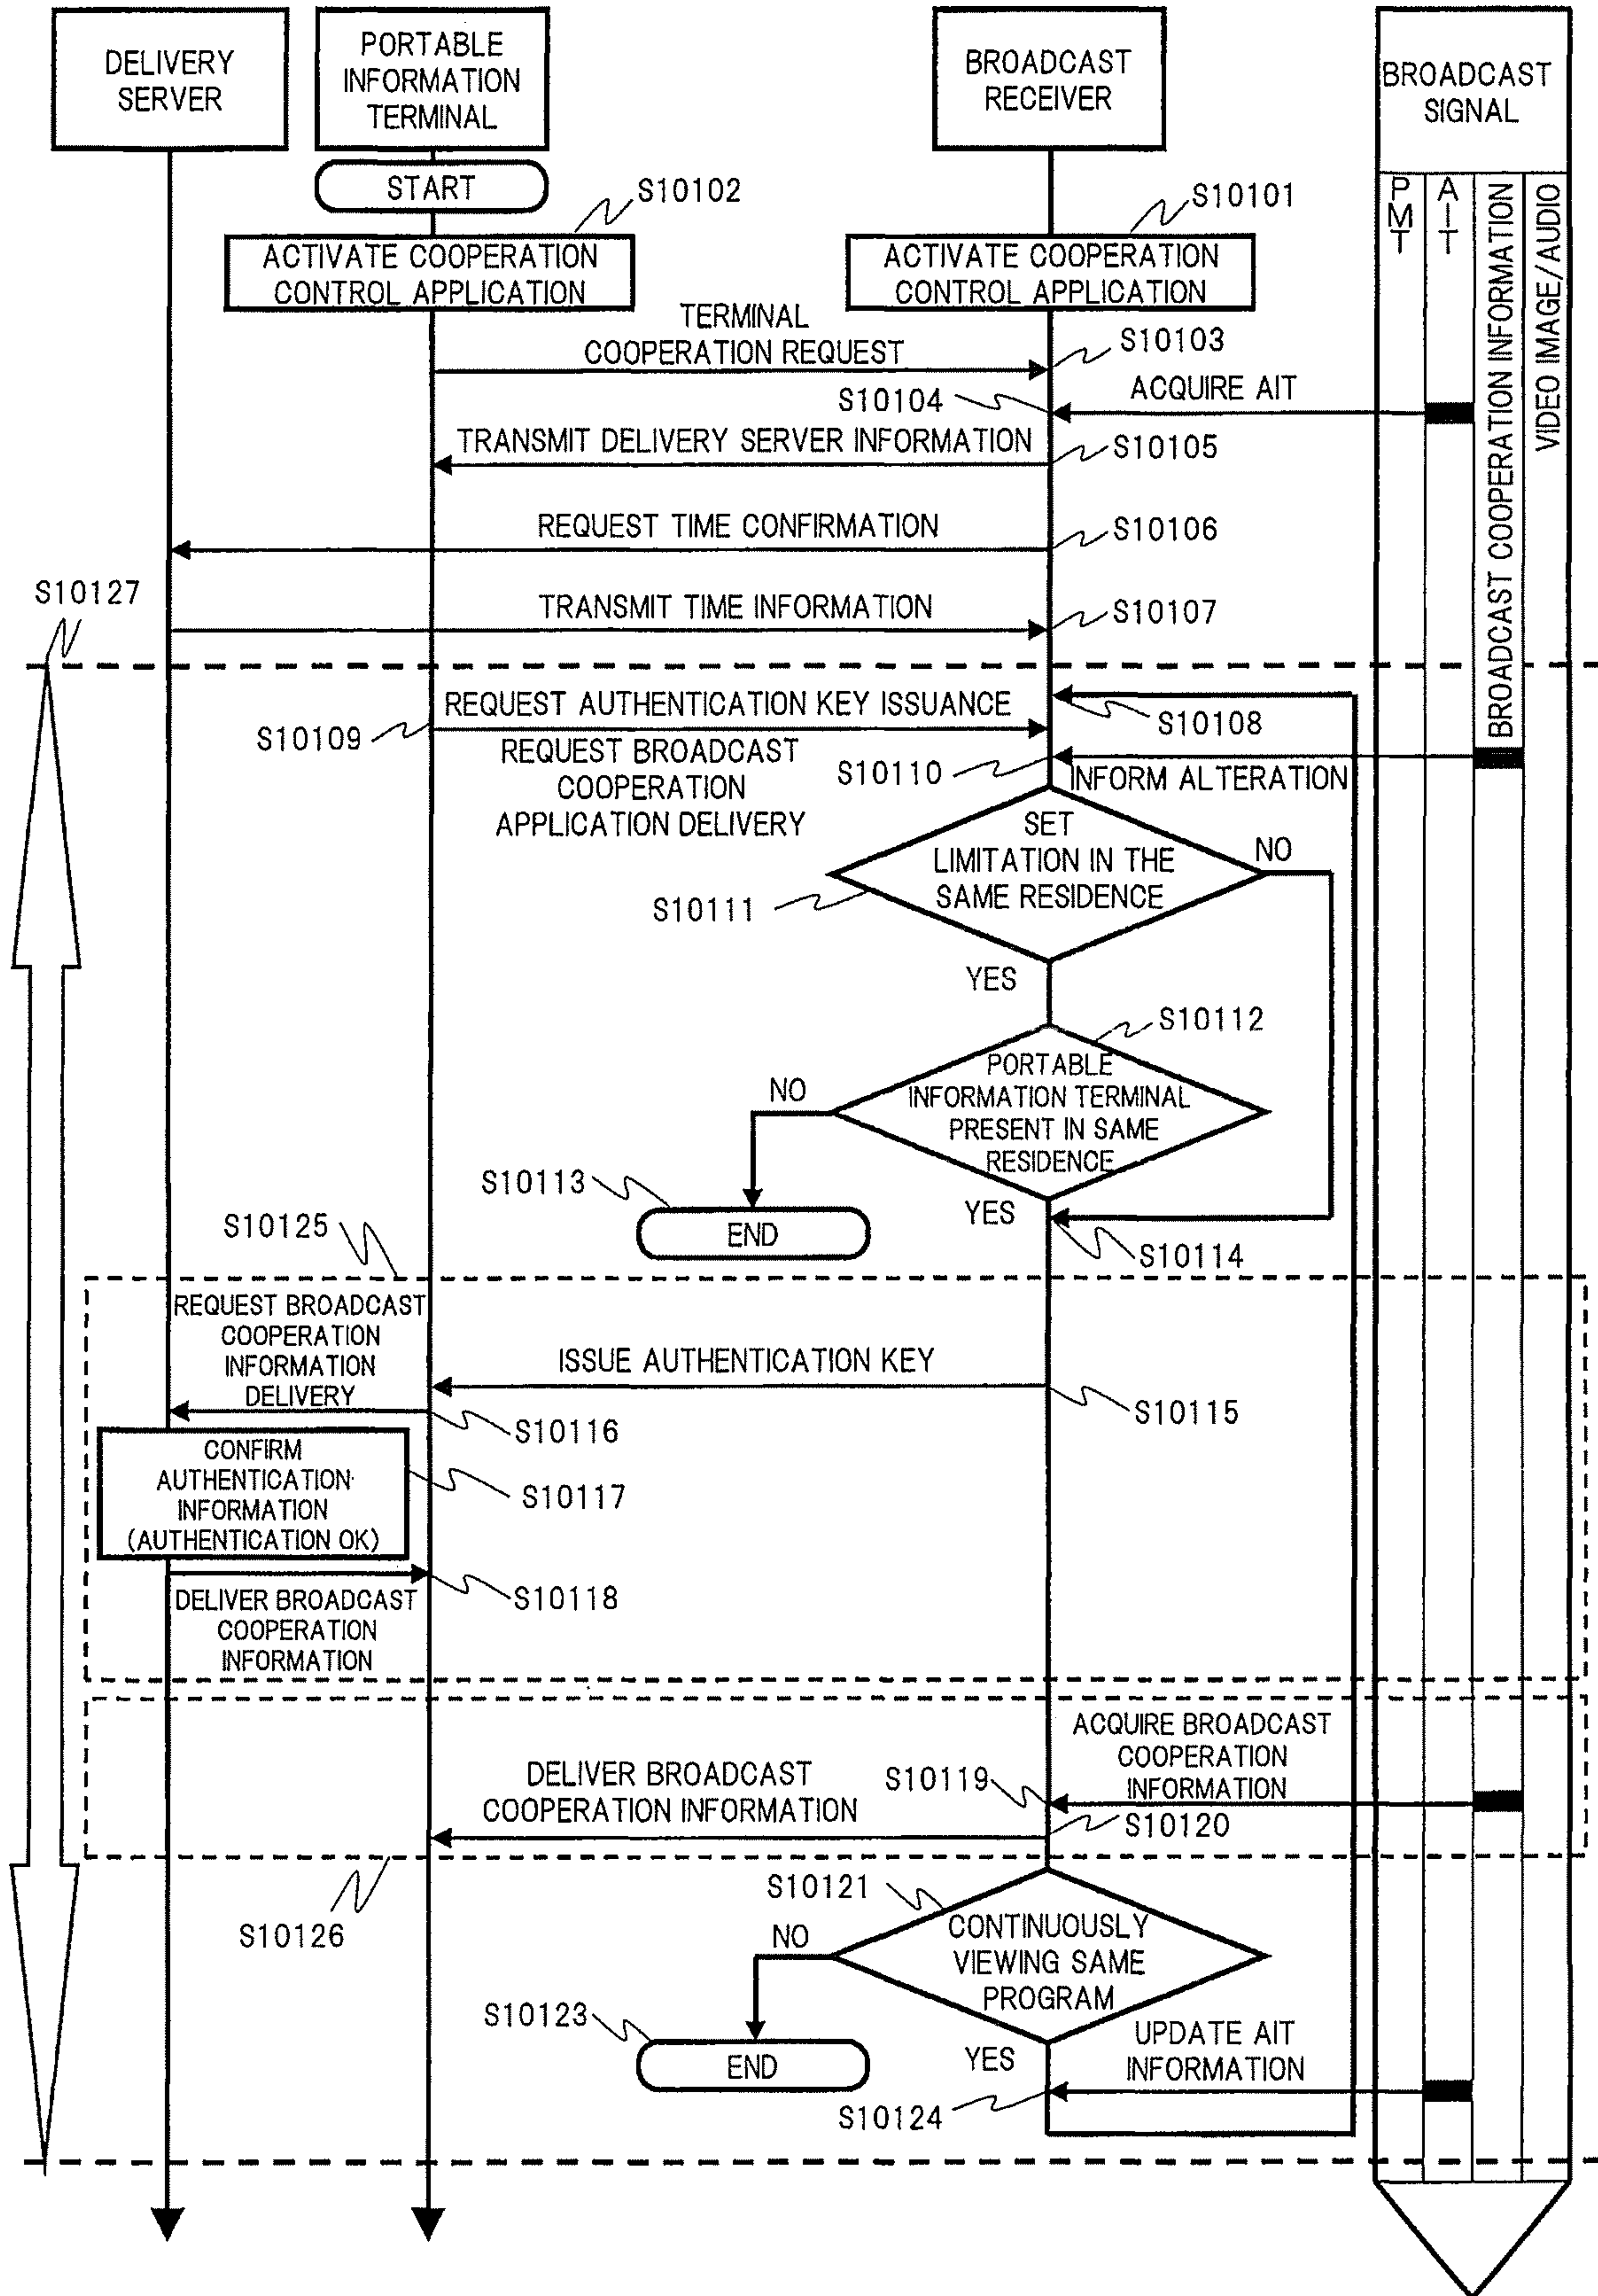 DELIVERY
SERVER
PORTABLE
INFORMATION
TERMINAL
BROADCAST
RECEIVER
BROADCAST
SIGNAL
START
PMT
AIT
BROADCAST COOPERATION INFORMATION
VIDEO IMAGE/AUDIO
S10102
S10101
ACTIVATE COOPERATION
CONTROL APPLICATION
ACTIVATE COOPERATION
CONTROL APPLICATION
TERMINAL
COOPERATION REQUEST
S10103
S10104
ACQUIRE AIT
TRANSMIT DELIVERY SERVER INFORMATION
S10105
REQUEST TIME CONFIRMATION
S10106
S10127
TRANSMIT TIME INFORMATION
S10107
REQUEST AUTHENTICATION KEY ISSUANCE
S10108
S10109
REQUEST BROADCAST
COOPERATION
APPLICATION DELIVERY
S10110
INFORM ALTERATION
SET
LIMITATION IN THE
SAME RESIDENCE
NO
S10111
YES
S10112
PORTABLE
INFORMATION TERMINAL
PRESENT IN SAME
RESIDENCE
NO
S10113
END
YES
S10114
S10125
REQUEST BROADCAST
COOPERATION
INFORMATION
DELIVERY
ISSUE AUTHENTICATION KEY
S10115
S10116
CONFIRM
AUTHENTICATION
INFORMATION
(AUTHENTICATION OK)
S10117
S10118
DELIVER BROADCAST
COOPERATION
INFORMATION
ACQUIRE BROADCAST
COOPERATION
INFORMATION
DELIVER BROADCAST
COOPERATION INFORMATION
S10119
S10120
S10126
S10121
CONTINUOUSLY
VIEWING SAME
PROGRAM
NO
S10123
END
YES
UPDATE AIT
INFORMATION
S10124